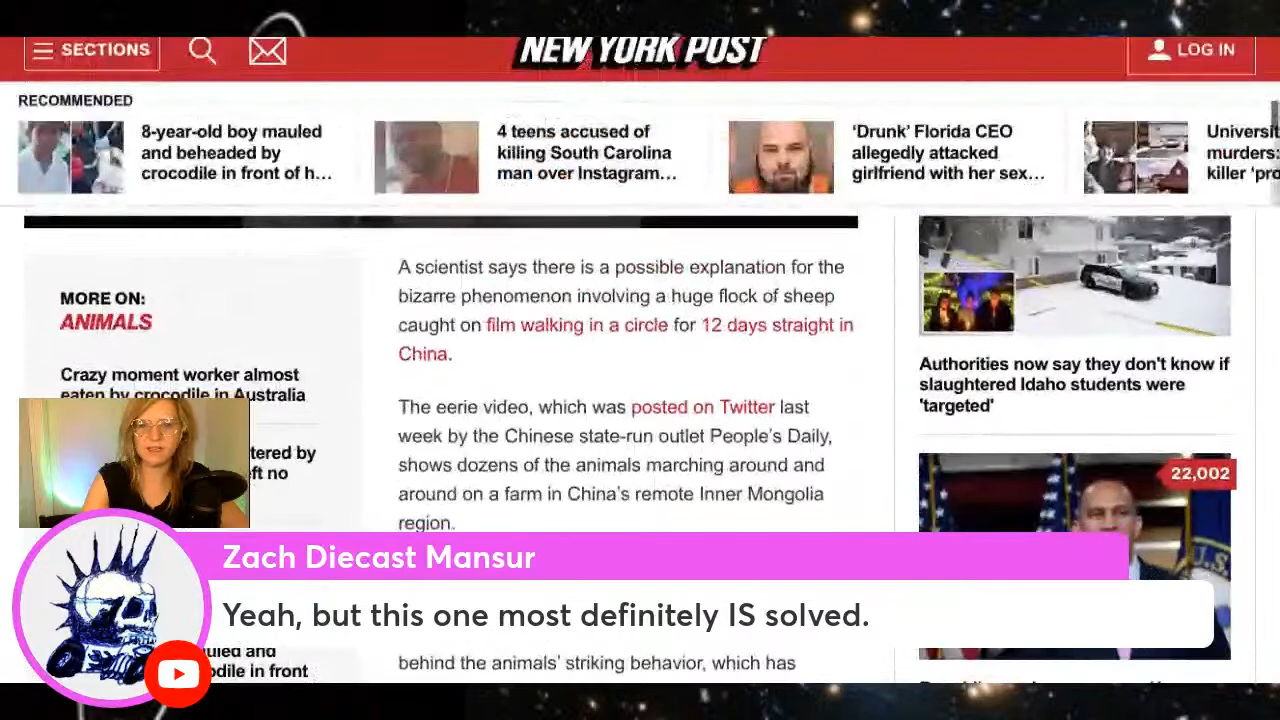 SECTIONS
NEW YORK POST
LOG IN
RECOMMENDED
8-year-old boy mauled
and beheaded by
crocodile in front of h...
4 teens accused of
killing South Carolina
man over Instagram...
‘Drunk’ Florida CEO
allegedly attacked
girlfriend with her sex...
Universit
murders:
killer ‘pro
MORE ON:
ANIMALS
Crazy moment worker almost
eaten by crocodile in Australia
tered by
ft no
uled and
odile in front
A scientist says there is a possible explanation for the
bizarre phenomenon involving a huge flock of sheep
caught on film walking in a circle for 12 days straight in
China.
The eerie video, which was posted on Twitter last
week by the Chinese state-run outlet People’s Daily,
shows dozens of the animals marching around and
around on a farm in China’s remote Inner Mongolia
region.
behind the animals’ striking behavior, which has
Authorities now say they don't know if
slaughtered Idaho students were
'targeted'
22,002
Zach Diecast Mansur
Yeah, but this one most definitely IS solved.